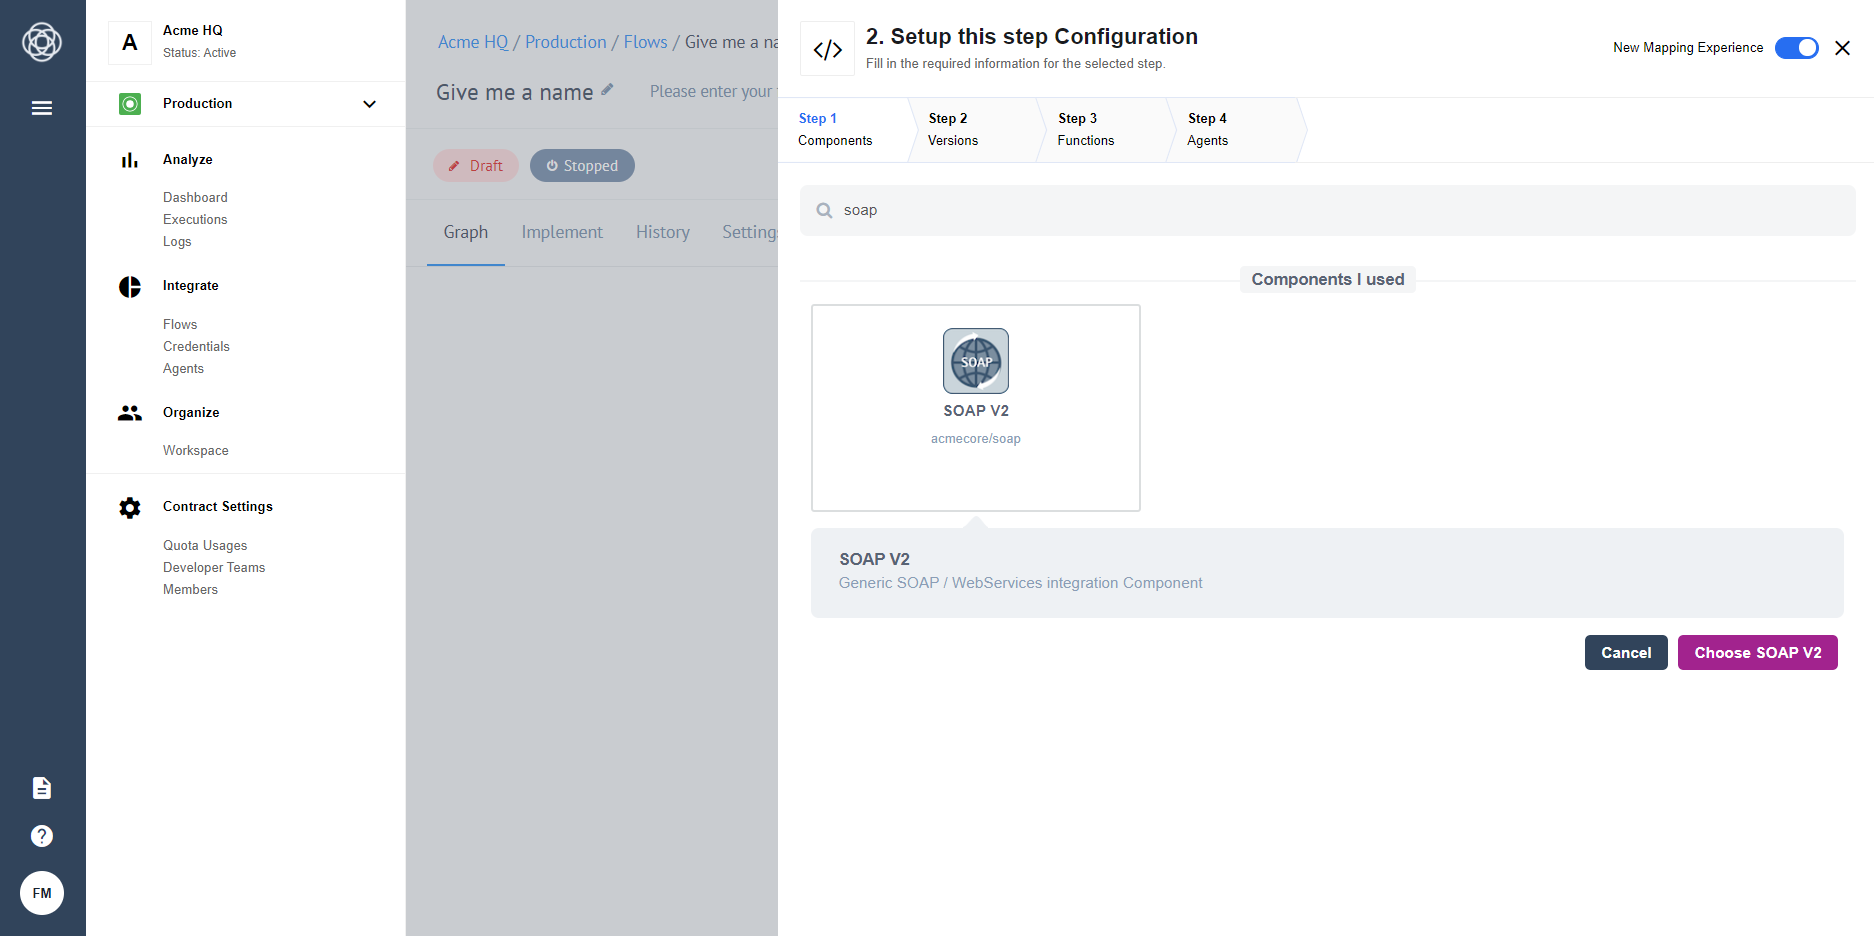 A
Acme HQ
Status: Active
Production
Analyze
Dashboard
Executions
Logs
Integrate
Flows
Credentials
Agents
Organize
Workspace
Contract Settings
Quota Usages
Developer Teams
Members
FM
Acme HQ / Production / Flows / Give me a na
Give me a name
Please enter your
Draft
Stopped
Graph
Implement
History
Settings
2. Setup this step Configuration
Fill in the required information for the selected step.
New Mapping Experience
Step 1
Components
Step 2
Versions
Step 3
Functions
Step 4
Agents
soap
Components I used
SOAP
SOAP V2
acmecore/soap
SOAP V2
Generic SOAP / WebServices integration Component
Cancel
Choose SOAP V2